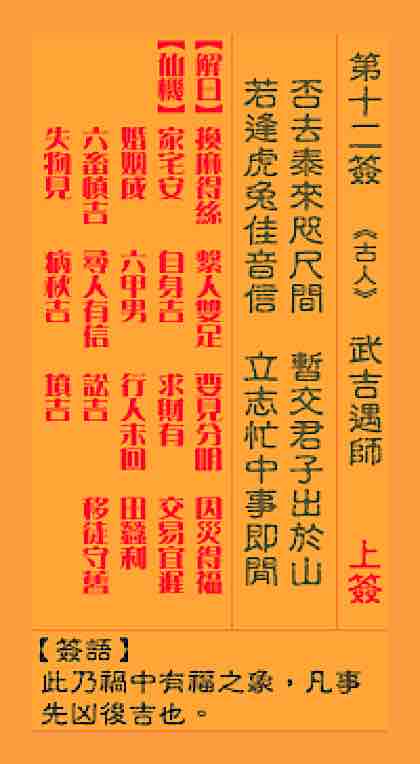 第十二簽 《古人》 武吉遇師 上簽
否去泰來咫尺間 暫交君子出於山
若逢虎兔佳音信 立志忙中事即閒
【解曰】 換麻得絲 繫人雙足 要見分明 因災得福
【仙機】 家宅安 自身吉 求財有 交易宜遲
婚姻成 六甲男 行人未回 田蠶利
六畜慎吉 尋人有信 訟吉 移徒守舊
失物見 病秋吉 墳吉
【簽語】
此乃禍中有福之象，凡事
先凶後吉也。